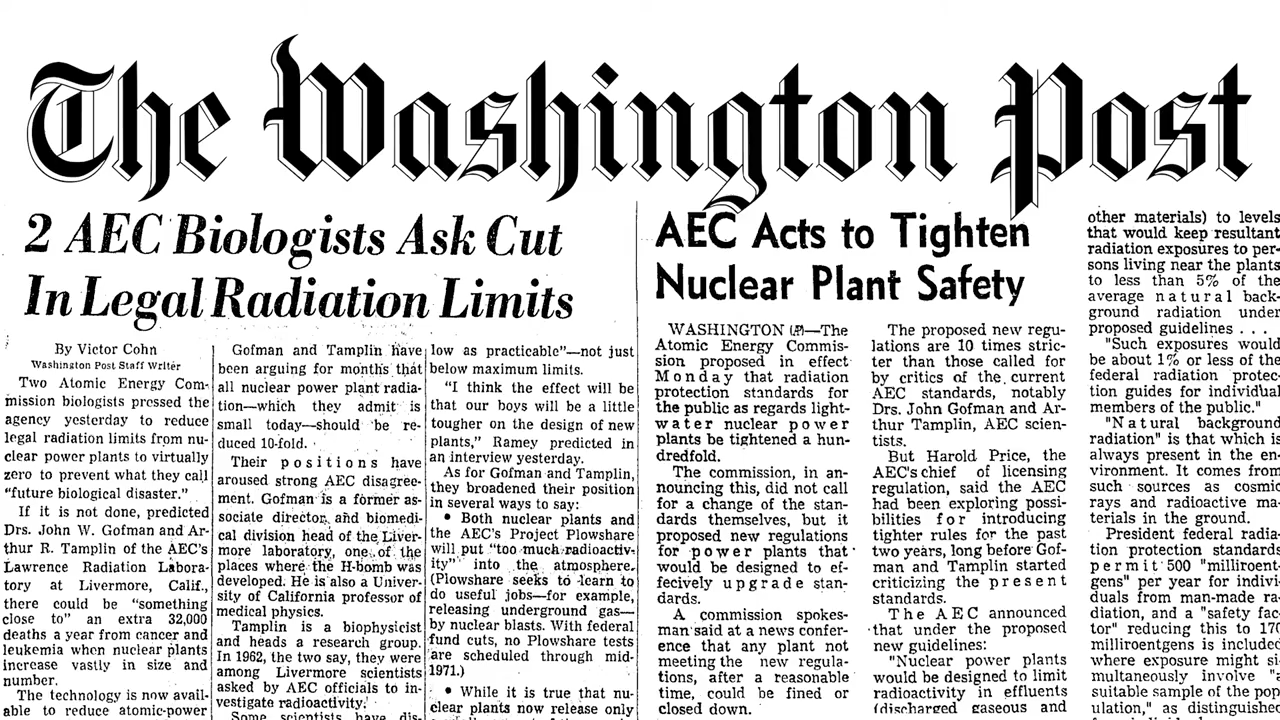 The Washington Post
2 AEC Biologists Ask Cut
In Legal Radiation Limits
By Victor Cohn
Washington Post Staff Writer
Two Atomic Energy Com-
mission biologists pressed the
agency yesterday to reduce
legal radiation limits from nu-
clear power plants to virtually
zero to prevent what they call
"future biological disaster."
If it is not done, predicted
Drs. John W. Gofman and Ar-
thur R. Tamplin of the AEC's
Lawrence Radiation Labora-
tory at Livermore, Calif.,
there could be "something
close to" an extra 32,000
deaths a year from cancer and
leukemia when nuclear plants
increase vastly in size and
number.
The technology is now avail-
able to reduce atomic-power
Gofman and Tamplin have
been arguing for months that
all nuclear power plant radia-
tion—which they admit is
small today—should be re-
duced 10-fold.
Their positions have
aroused strong AEC disagree-
ment. Gofman is a former as-
sociate director and biomedi-
cal division head of the Liver-
more laboratory, one of the
places where the H-bomb was
developed. He is also a Univer-
sity of California professor of
medical physics.
Tamplin is a biophysicist
and heads a research group.
In 1962, the two say, they were
among Livermore scientists
asked by AEC officials to in-
vestigate radioactivity.
Some scientists have dis-
low as practicable"—not just
below maximum limits.
"I think the effect will be
that our boys will be a little
tougher on the design of new
plants," Ramey predicted in
an interview yesterday.
As for Gofman and Tamplin,
they broadened their position
in several ways to say:
• Both nuclear plants and
the AEC's Project Plowshare
will put "too much radioactiv-
ity" into the atmosphere.
(Plowshare seeks to learn to
do useful jobs—for example,
releasing underground gas—
by nuclear blasts. With federal
fund cuts, no Plowshare tests
are scheduled through mid-
1971.)
• While it is true that nu-
clear plants now release only
AEC Acts to Tighten
Nuclear Plant Safety
WASHINGTON (AP)—The
Atomic Energy Commis-
sion proposed in effect
Monday that radiation
protection standards for
the public as regards light-
water nuclear power
plants be tightened a hun-
dredfold.
The commission, in an-
nouncing this, did not call
for a change of the stan-
dards themselves, but it
proposed new regulations
for power plants that
would be designed to ef-
fecively upgrade stan-
dards.
A commission spokes-
man said at a news confer-
ence that any plant not
meeting the new regula-
tions, after a reasonable
time, could be fined or
closed down.
The proposed new regu-
lations are 10 times stric-
ter than those called for
by critics of the current
AEC standards, notably
Drs. John Gofman and Ar-
thur Tamplin, AEC scien-
tists.
But Harold Price, the
AEC's chief of licensing
regulation, said the AEC
had been exploring possi-
bilities for introducing
tighter rules for the past
two years, long before Gof-
man and Tamplin started
criticizing the present
standards.
The AEC announced
that under the proposed
new guidelines:
"Nuclear power plants
would be designed to limit
radioactivity in effluents
(discharged gaseous and
other materials) to levels
that would keep resultant
radiation exposures to per-
sons living near the plants
to less than 5% of the
average natural back-
ground radiation under
proposed guidelines . . .
"Such exposures would
be about 1% or less of the
federal radiation protec-
tion guides for individual
members of the public."
"Natural background
radiation" is that which is
always present in the en-
vironment. It comes from
such sources as cosmic
rays and radioactive ma-
terials in the ground.
President federal radia-
tion protection standards
permit 500 "milliroent-
gens" per year for indivi-
duals from man-made ra-
diation, and a "safety fac-
tor" reducing this to 170
milliroentgens is included
where exposure might si-
multaneously involve "a
suitable sample of the pop-
ulation," as distinguished